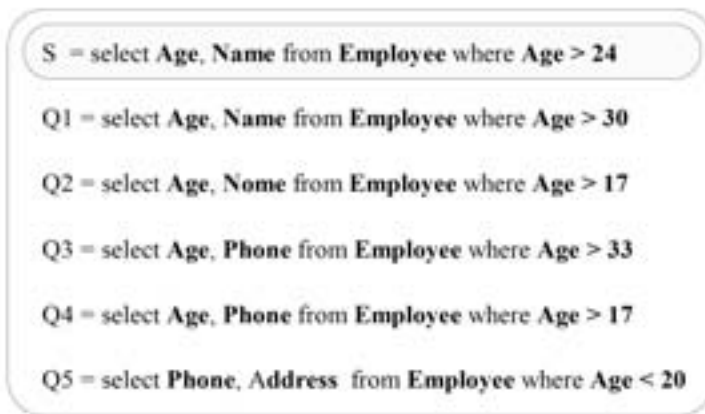 S = select Age, Name from Employee where Age > 24
Q1 = select Age, Name from Employee where Age > 30
Q2 = select Age, Nome from Employee where Age > 17
Q3 = select Age, Phone from Employee where Age > 33
Q4 = select Age, Phone from Employee where Age > 17
Q5 = select Phone, Address from Employee where Age < 20